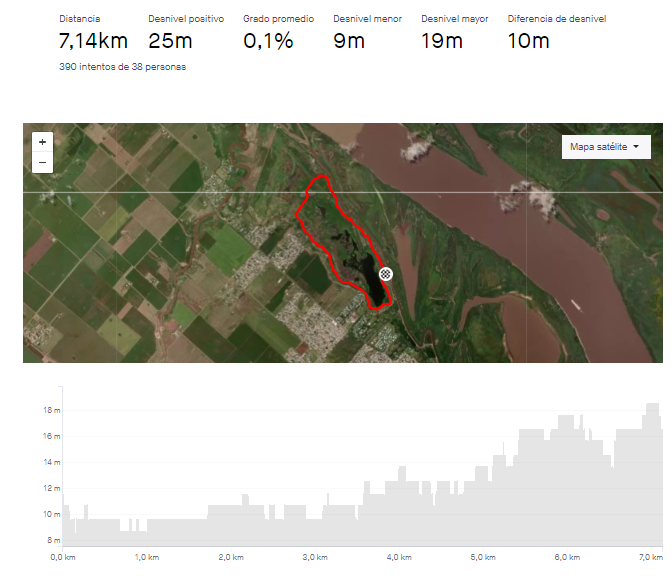 Distancia Desnivel positivo Grado promedio Desnivel menor Desnivel mayor Diferencia de desnivel
7,14km 25m 0,1% 9m 19m 10m
390 intentos de 38 personas
+
−
Mapa satélite
18 m
16 m
14 m
12 m
10 m
8 m
0,0 km 1,0 km 2,0 km 3,0 km 4,0 km 5,0 km 6,0 km 7,0 km